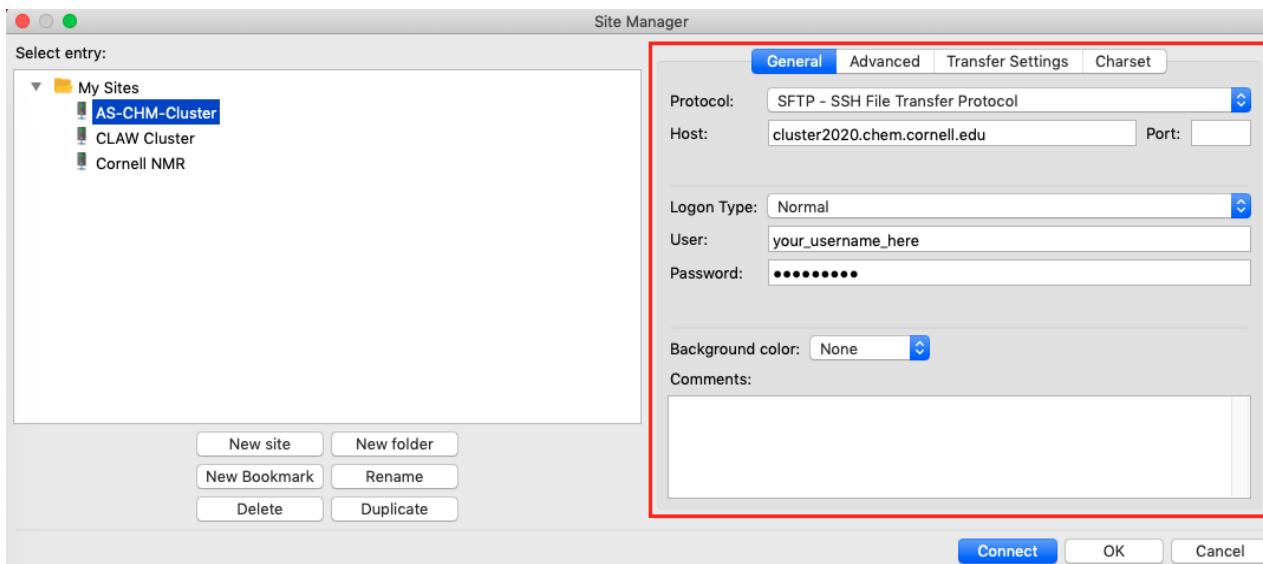 Site Manager
Select entry:
My Sites
AS-CHM-Cluster
CLAW Cluster
Cornell NMR
New site New folder
New Bookmark Rename
Delete Duplicate
General Advanced Transfer Settings Charset
Protocol: SFTP - SSH File Transfer Protocol
Host: cluster2020.chem.cornell.edu Port:
Logon Type: Normal
User: your_username_here
Password: •••••••••
Background color: None
Comments:
Connect OK Cancel